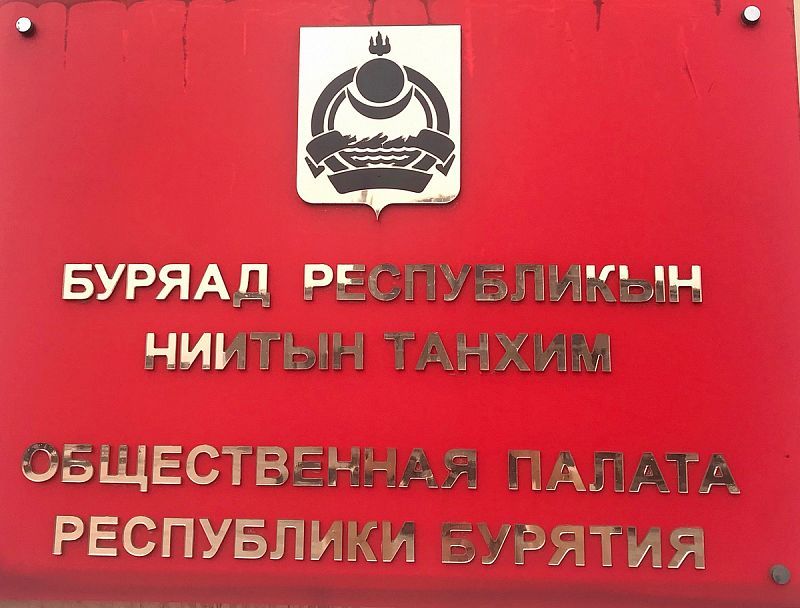 БУРЯАД РЕСПУБЛИКЫН
НИИТЫН ТАНХИМ
ОБЩЕСТВЕННАЯ ПАЛАТА
РЕСПУБЛИКИ БУРЯТИЯ